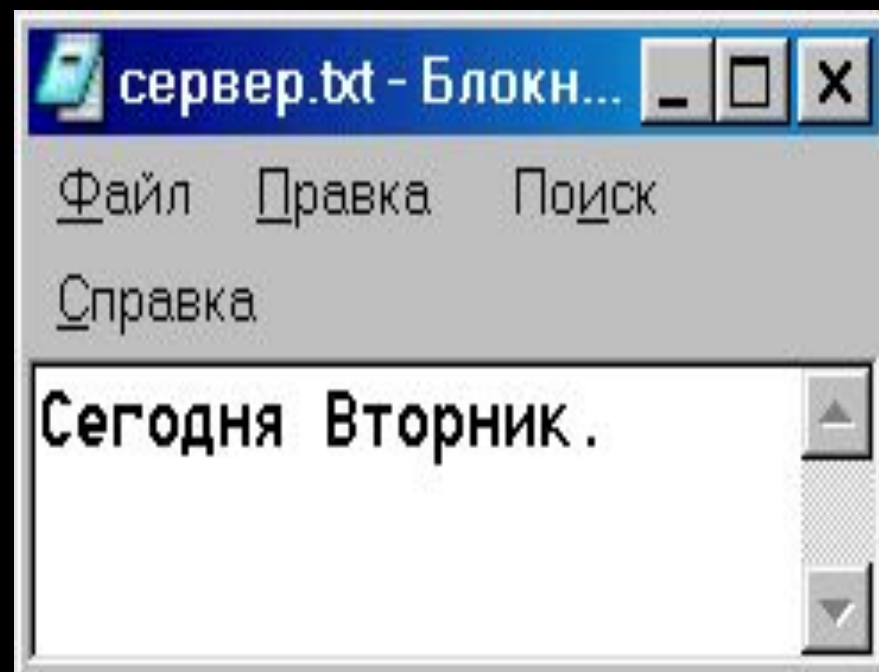 сервер.txt - Блокн...
Файл Правка Поиск
Справка
Сегодня Вторник.